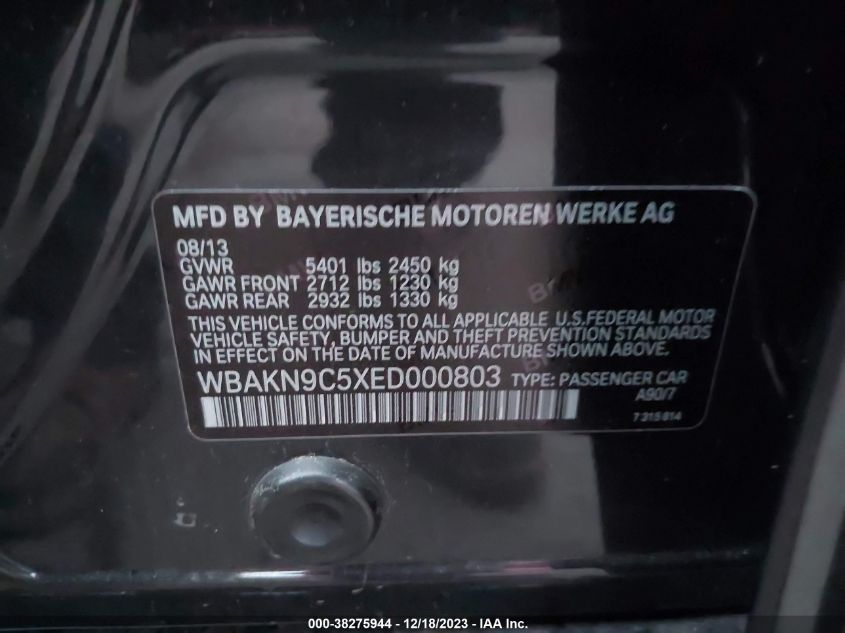 MFD BY BAYERISCHE MOTOREN WERKE AG
08/13
GVWR 5401 lbs 2450 kg
GAWR FRONT 2712 lbs 1230 kg
GAWR REAR 2932 lbs 1330 kg
THIS VEHICLE CONFORMS TO ALL APPLICABLE U.S.FEDERAL MOTOR
VEHICLE SAFETY, BUMPER AND THEFT PREVENTION STANDARDS
IN EFFECT ON THE DATE OF MANUFACTURE SHOWN ABOVE.
WBAKN9C5XED000803 TYPE: PASSENGER CAR
A90/7
7 315 614
000-38275944 - 12/18/2023 - IAA Inc.